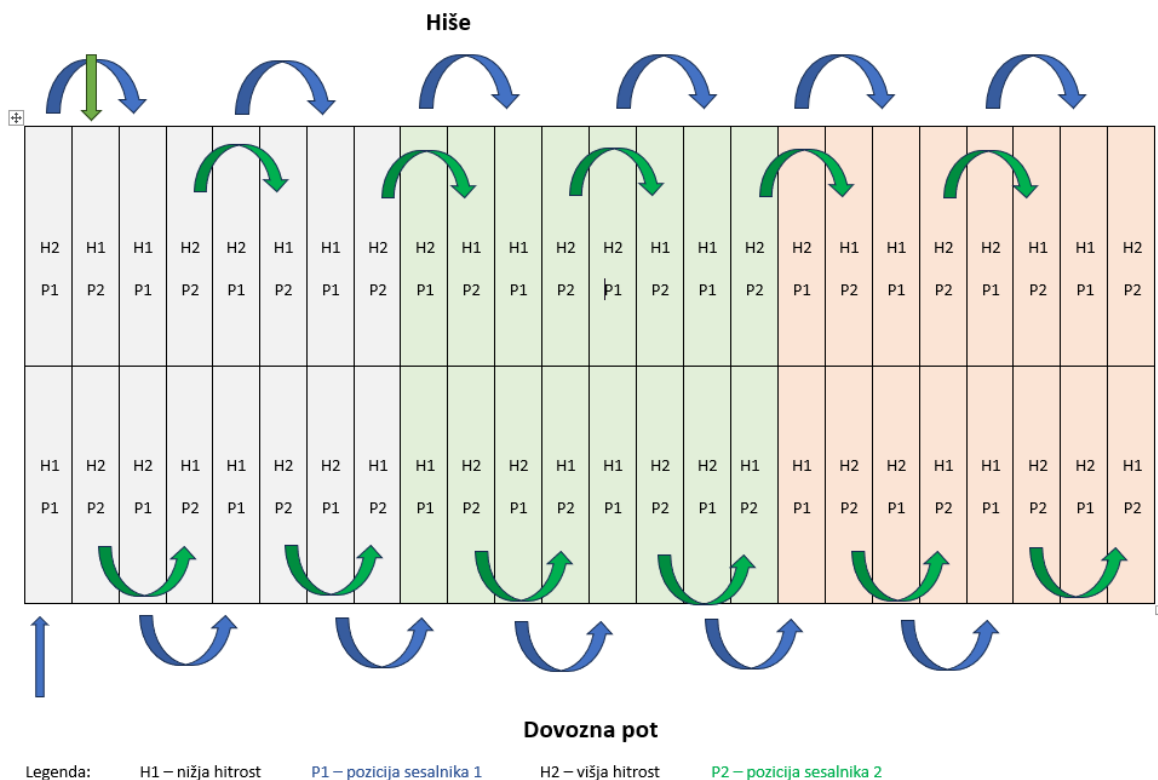 Hiše
H2 H1 H1 H2 H2 H1 H1 H2 H2 H1 H1 H2 H2 H1 H1 H2 H2 H1 H1 H2 H2 H1 H1 H2
P1 P2 P1 P2 P1 P2 P1 P2 P1 P2 P1 P2 P1 P2 P1 P2 P1 P2 P1 P2 P1 P2 P1 P2
H1 H2 H2 H1 H1 H2 H2 H1 H1 H2 H2 H1 H1 H2 H2 H1 H1 H2 H2 H1 H1 H2 H2 H1
P1 P2 P1 P2 P1 P2 P1 P2 P1 P2 P1 P2 P1 P2 P1 P2 P1 P2 P1 P2 P1 P2 P1 P2
Dovozna pot
Legenda: H1 – nižja hitrost P1 – pozicija sesalnika 1 H2 – višja hitrost P2 – pozicija sesalnika 2